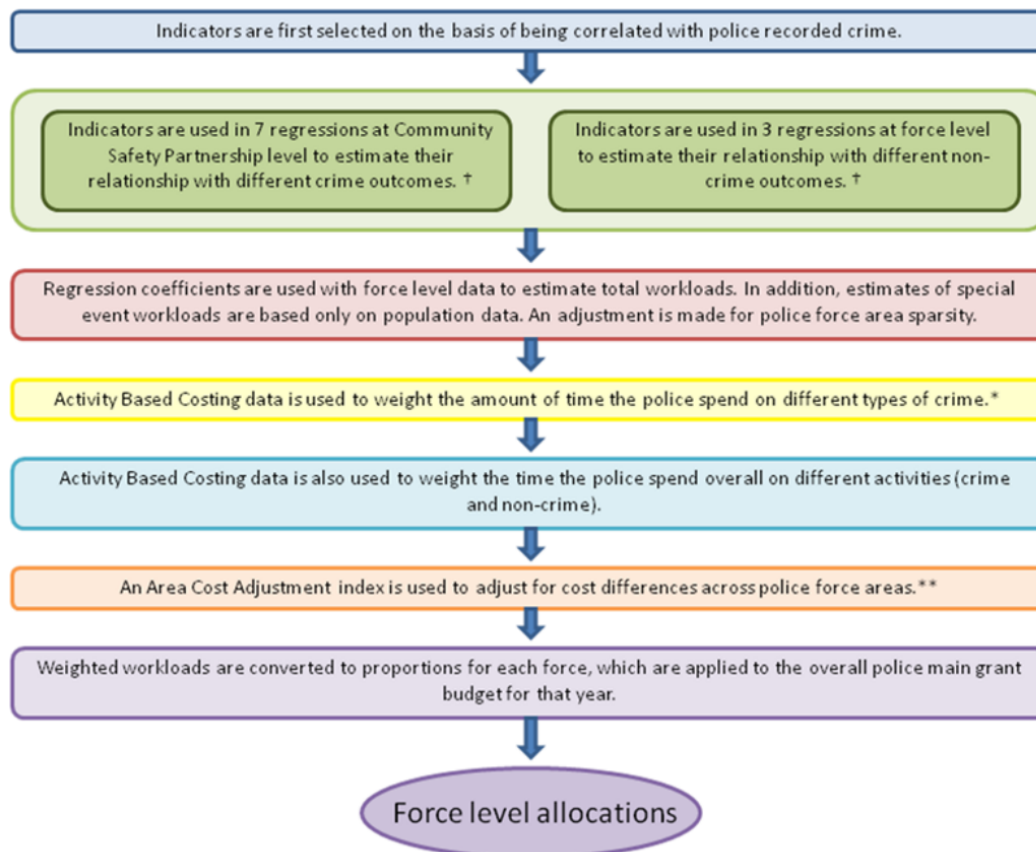 Indicators are first selected on the basis of being correlated with police recorded crime.
Indicators are used in 7 regressions at Community
Safety Partnership level to estimate their
relationship with different crime outcomes. †
Indicators are used in 3 regressions at force level
to estimate their relationship with different non-
crime outcomes. †
Regression coefficients are used with force level data to estimate total workloads. In addition, estimates of special
event workloads are based only on population data. An adjustment is made for police force area sparsity.
Activity Based Costing data is used to weight the amount of time the police spend on different types of crime.*
Activity Based Costing data is also used to weight the time the police spend overall on different activities (crime
and non-crime).
An Area Cost Adjustment index is used to adjust for cost differences across police force areas.**
Weighted workloads are converted to proportions for each force, which are applied to the overall police main grant
budget for that year.
Force level allocations